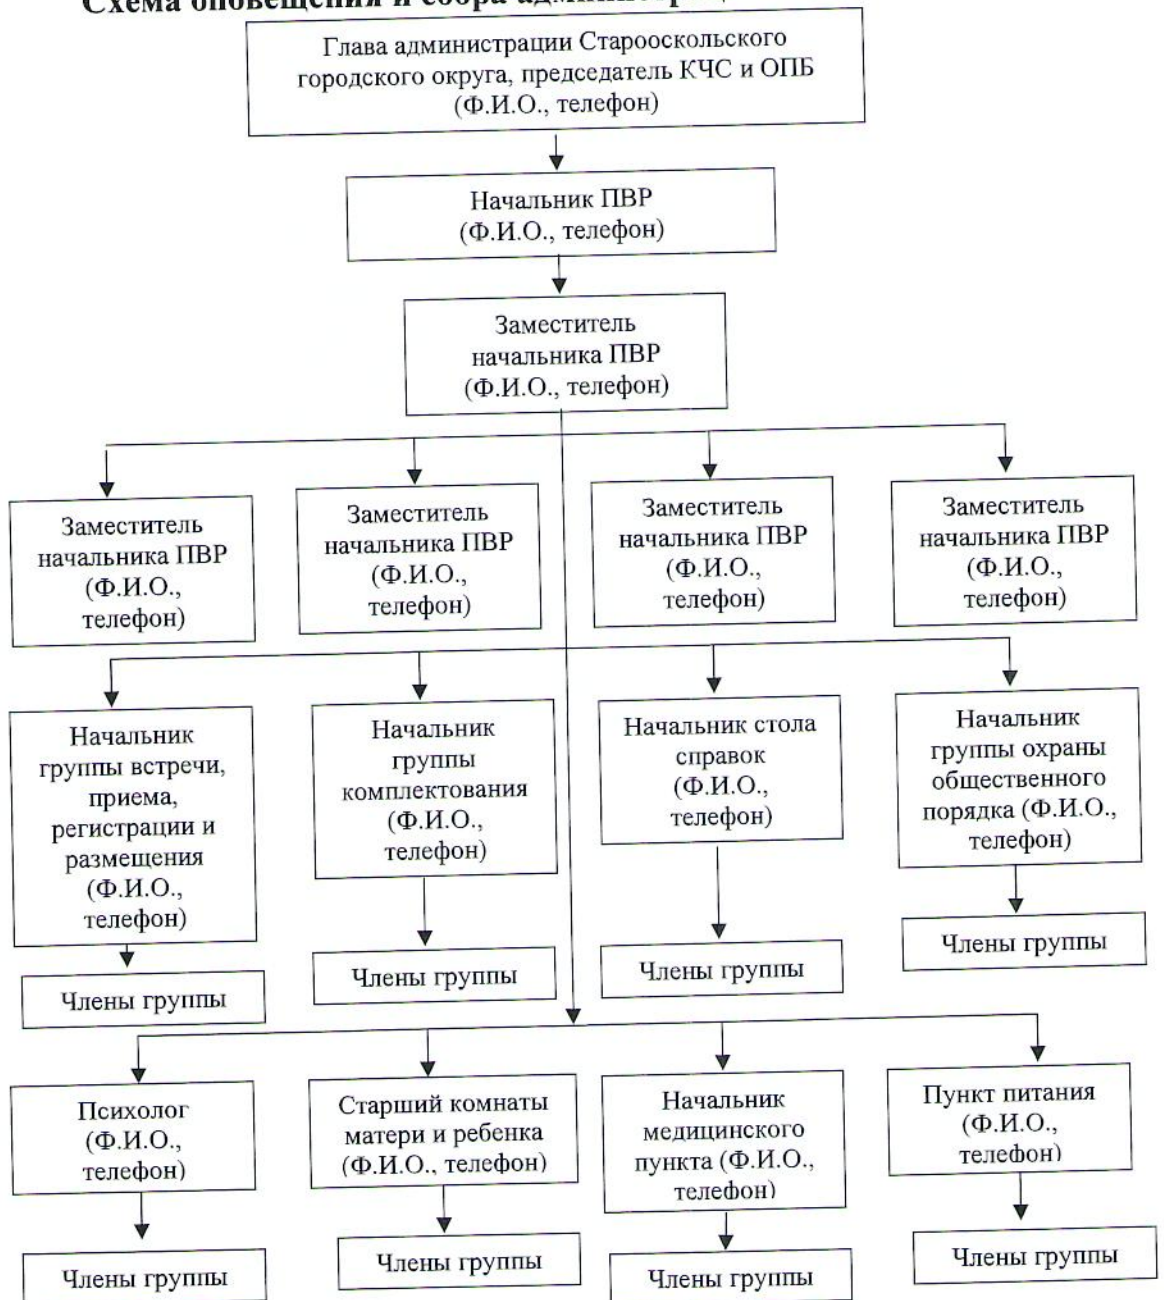 Схема оповещения и сбора
Глава администрации Старооскольского
городского округа, председатель КЧС и ОПБ
(Ф.И.О., телефон)
Начальник ПВР
(Ф.И.О., телефон)
Заместитель
начальника ПВР
(Ф.И.О., телефон)
Заместитель
начальника ПВР
(Ф.И.О.,
телефон)
Заместитель
начальника ПВР
(Ф.И.О.,
телефон)
Заместитель
начальника ПВР
(Ф.И.О.,
телефон)
Заместитель
начальника ПВР
(Ф.И.О.,
телефон)
Начальник
группы встречи,
приема,
регистрации и
размещения
(Ф.И.О.,
телефон)
Начальник
группы
комплектования
(Ф.И.О.,
телефон)
Начальник стола
справок
(Ф.И.О.,
телефон)
Начальник
группы охраны
общественного
порядка (Ф.И.О.,
телефон)
Члены группы
Члены группы
Члены группы
Члены группы
Психолог
(Ф.И.О.,
телефон)
Старший комнаты
матери и ребенка
(Ф.И.О., телефон)
Начальник
медицинского
пункта (Ф.И.О.,
телефон)
Пункт питания
(Ф.И.О.,
телефон)
Члены группы
Члены группы
Члены группы
Члены группы